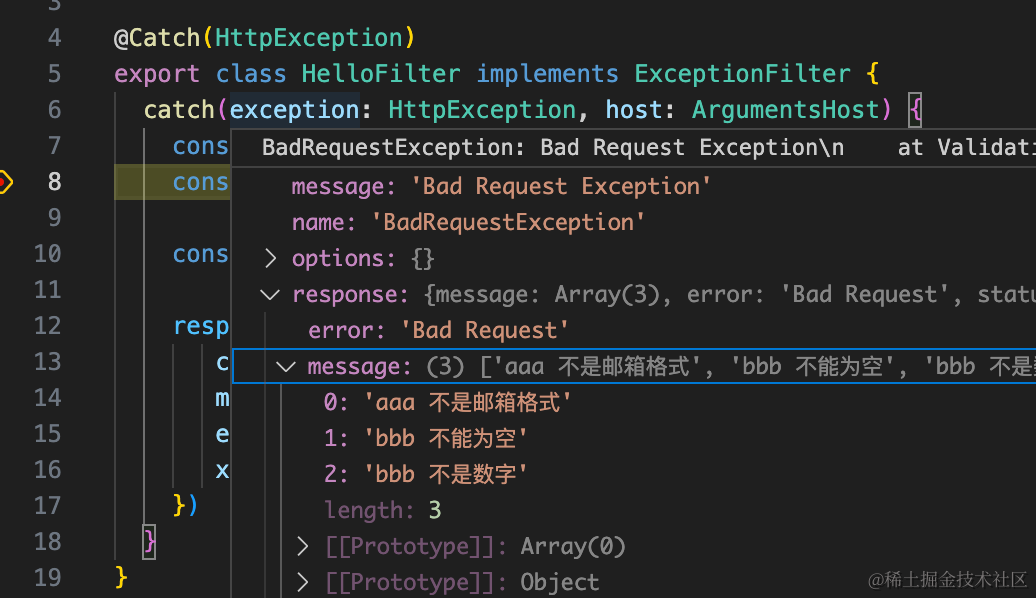 3
4 @Catch(HttpException)
5 export class HelloFilter implements ExceptionFilter {
6 catch(exception: HttpException, host: ArgumentsHost) {
7 cons
BadRequestException: Bad Request Exception\n at Validati
8 cons
message: 'Bad Request Exception'
9
name: 'BadRequestException'
10 cons
options: {}
11
response: {message: Array(3), error: 'Bad Request', statu
12 resp
error: 'Bad Request'
13 c
message: (3) ['aaa 不是邮箱格式', 'bbb 不能为空', 'bbb 不是数
14 m
0: 'aaa 不是邮箱格式'
15 e
1: 'bbb 不能为空'
16 x
2: 'bbb 不是数字'
17 })
length: 3
18 }
[[Prototype]]: Array(0)
19 }
[[Prototype]]: Object
@稀土掘金技术社区